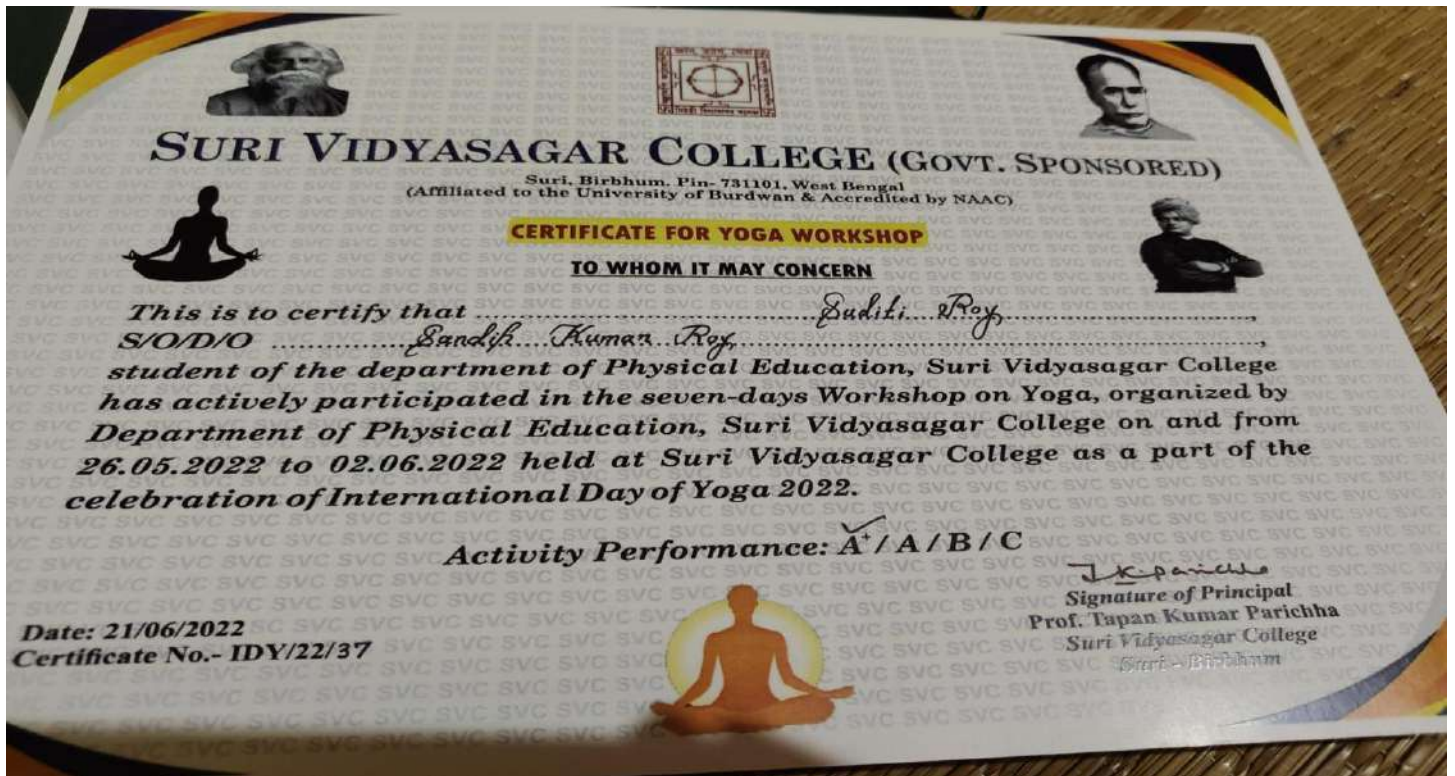 SURI VIDYASAGAR COLLEGE (GOVT. SPONSORED)
Suri, Birbhum, Pin- 731101, West Bengal
(Affiliated to the University of Burdwan & Accredited by NAAC)
CERTIFICATE FOR YOGA WORKSHOP
TO WHOM IT MAY CONCERN
This is to certify that Suditi Roy,
S/O/D/O Sandip Kumar Roy,
student of the department of Physical Education, Suri Vidyasagar College
has actively participated in the seven-days Workshop on Yoga, organized by
Department of Physical Education, Suri Vidyasagar College on and from
26.05.2022 to 02.06.2022 held at Suri Vidyasagar College as a part of the
celebration of International Day of Yoga 2022.
Activity Performance: A+ / A / B / C
T.K. Parichha
Signature of Principal
Prof. Tapan Kumar Parichha
Suri Vidyasagar College
Suri - Birbhum
Date: 21/06/2022
Certificate No.- IDY/22/37